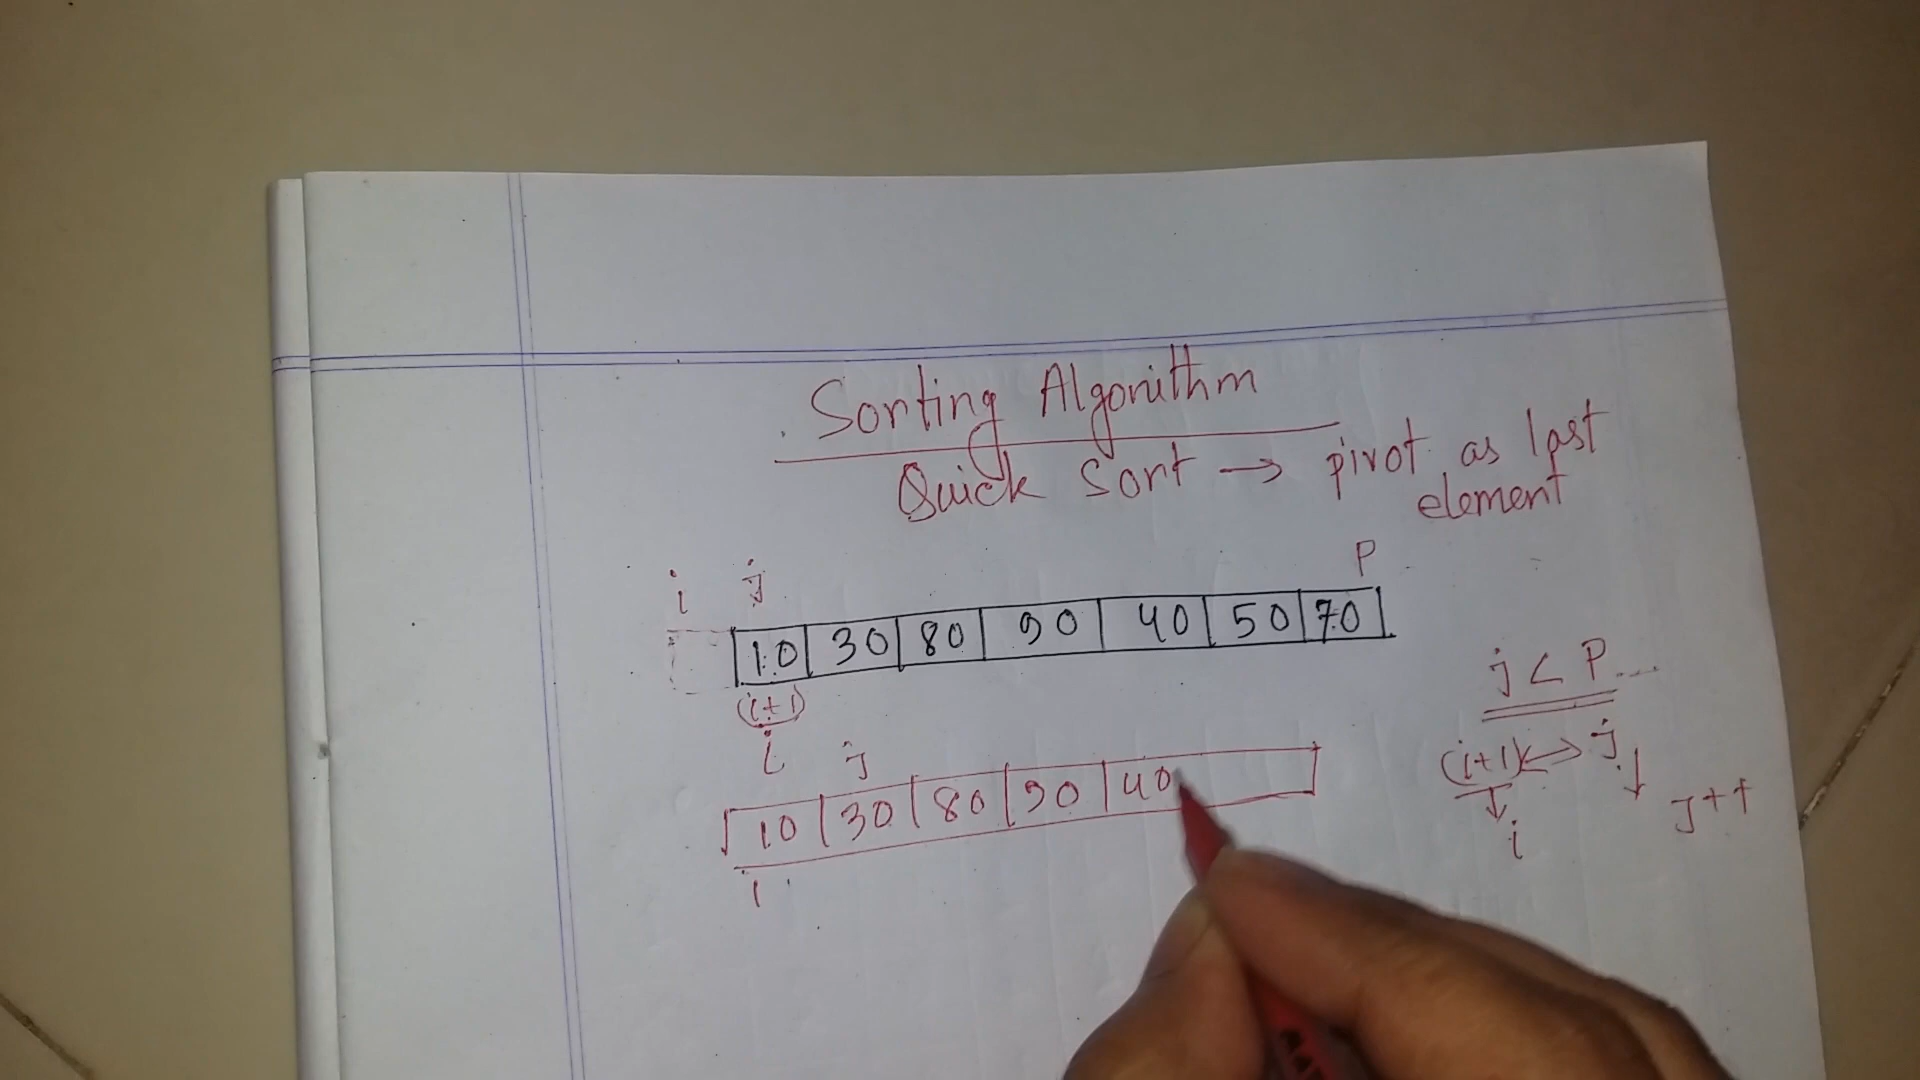 Sorting Algorithm
Quick Sort → pivot as last
element
i j P
10 30 80 90 40 50 70
(i+1)
j < P
i j
(i+1) ↔ j
10 30 80 90 40
j++
i
i